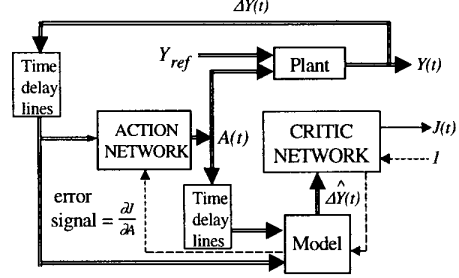 ΔY(t)
Time
delay
lines
Y_ref
Plant
Y(t)
ACTION
NETWORK
A(t)
CRITIC
NETWORK
J(t)
1
error
signal = ∂J/∂A
Time
delay
lines
ΔŶ(t)
Model